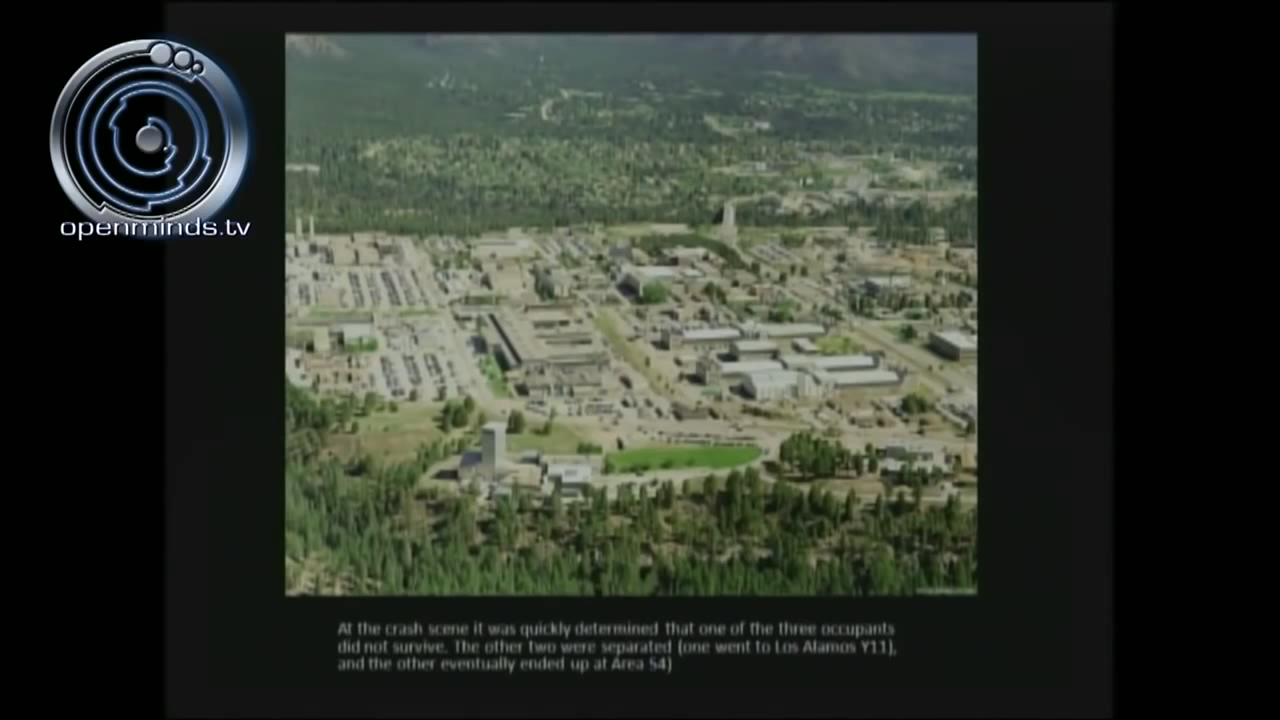 openminds.tv
At the crash scene it was quickly determined that one of the three occupants
did not survive. The other two were separated (one went to Los Alamos Y11),
and the other eventually ended up at Area S4)